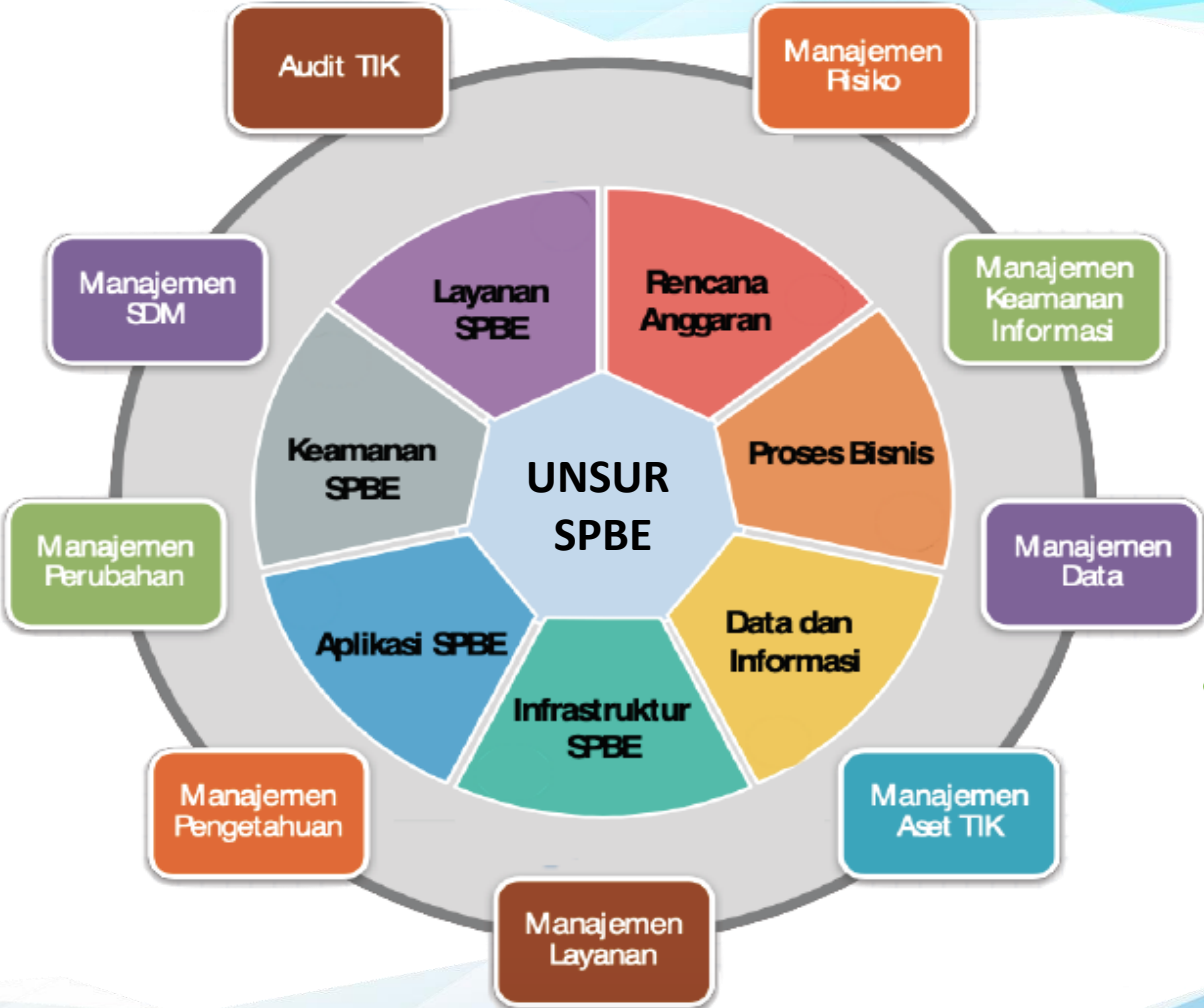 Audit TIK
Manajemen
Risiko
Manajemen
SDM
Manajemen
Keamanan
Informasi
Layanan
SPBE
Rencana
Anggaran
Keamanan
SPBE
Proses Bisnis
UNSUR
SPBE
Manajemen
Perubahan
Manajemen
Data
Aplikasi SPBE
Data dan
Informasi
Infrastruktur
SPBE
Manajemen
Pengetahuan
Manajemen
Aset TIK
Manajemen
Layanan